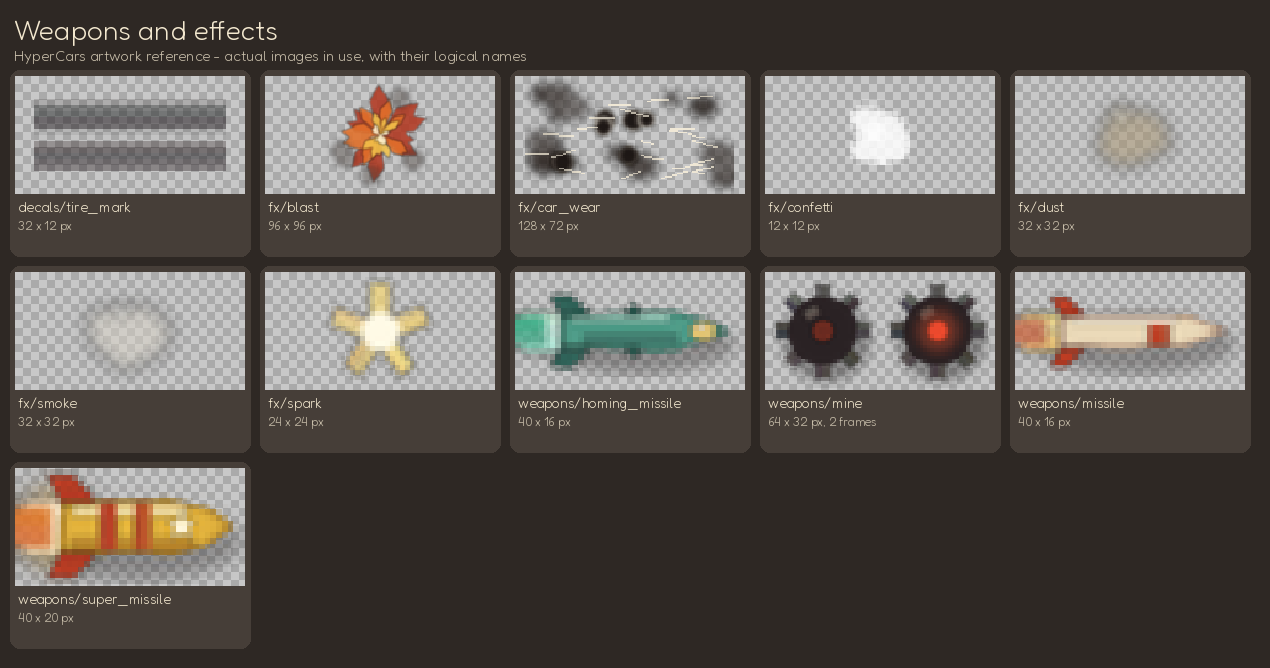 Weapons and effects
HyperCars artwork reference - actual images in use, with their logical names
decals/tire_mark
32 x 12 px
fx/blast
96 x 96 px
fx/car_wear
128 x 72 px
fx/confetti
12 x 12 px
fx/dust
32 x 32 px
fx/smoke
32 x 32 px
fx/spark
24 x 24 px
weapons/homing_missile
40 x 16 px
weapons/mine
64 x 32 px, 2 frames
weapons/missile
40 x 16 px
weapons/super_missile
40 x 20 px